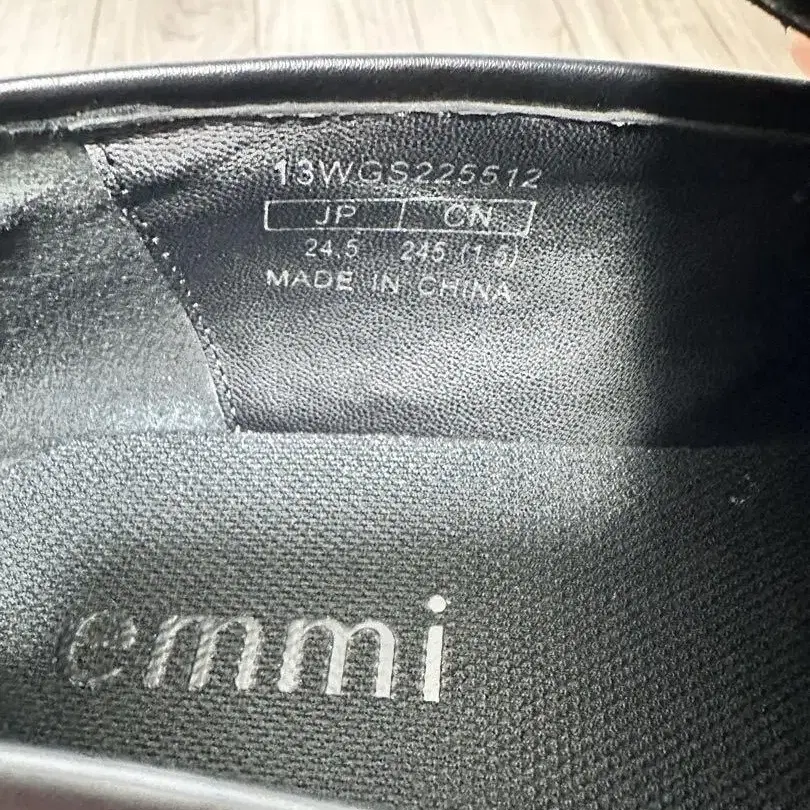 13WGS225512
JP CN
24.5 245 (1.5)
MADE IN CHINA
emmi